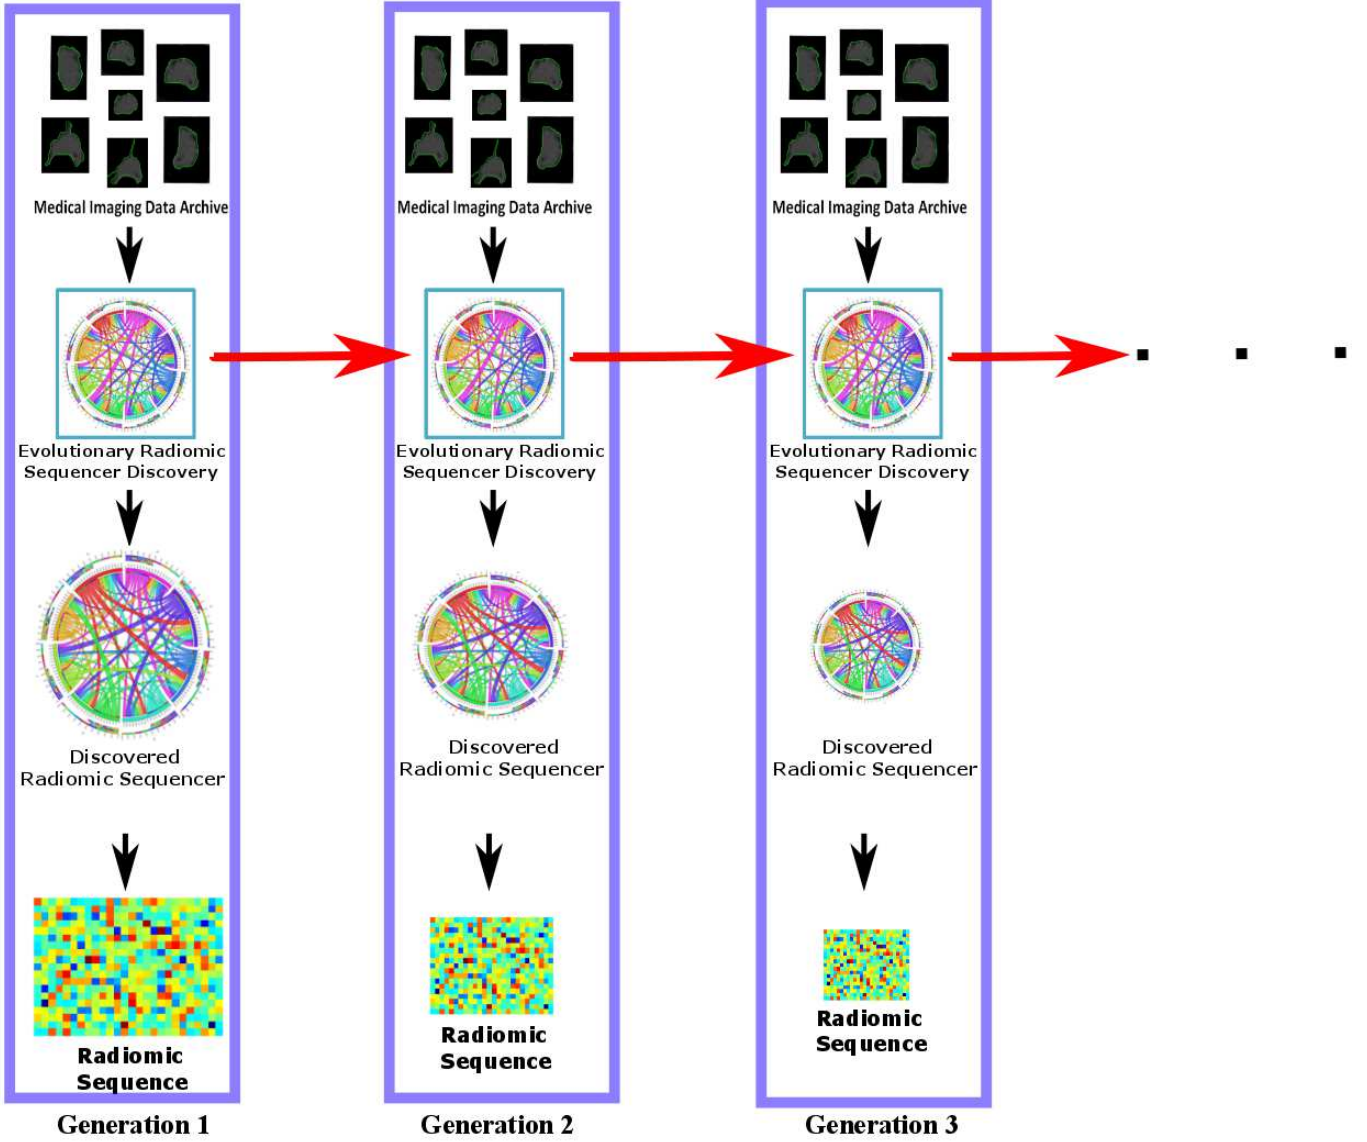 Medical Imaging Data Archive
Evolutionary Radiomic
Sequencer Discovery
Discovered
Radiomic Sequencer
Radiomic
Sequence
Generation 1
Medical Imaging Data Archive
Evolutionary Radiomic
Sequencer Discovery
Discovered
Radiomic Sequencer
Radiomic
Sequence
Generation 2
Medical Imaging Data Archive
Evolutionary Radiomic
Sequencer Discovery
Discovered
Radiomic Sequencer
Radiomic
Sequence
Generation 3